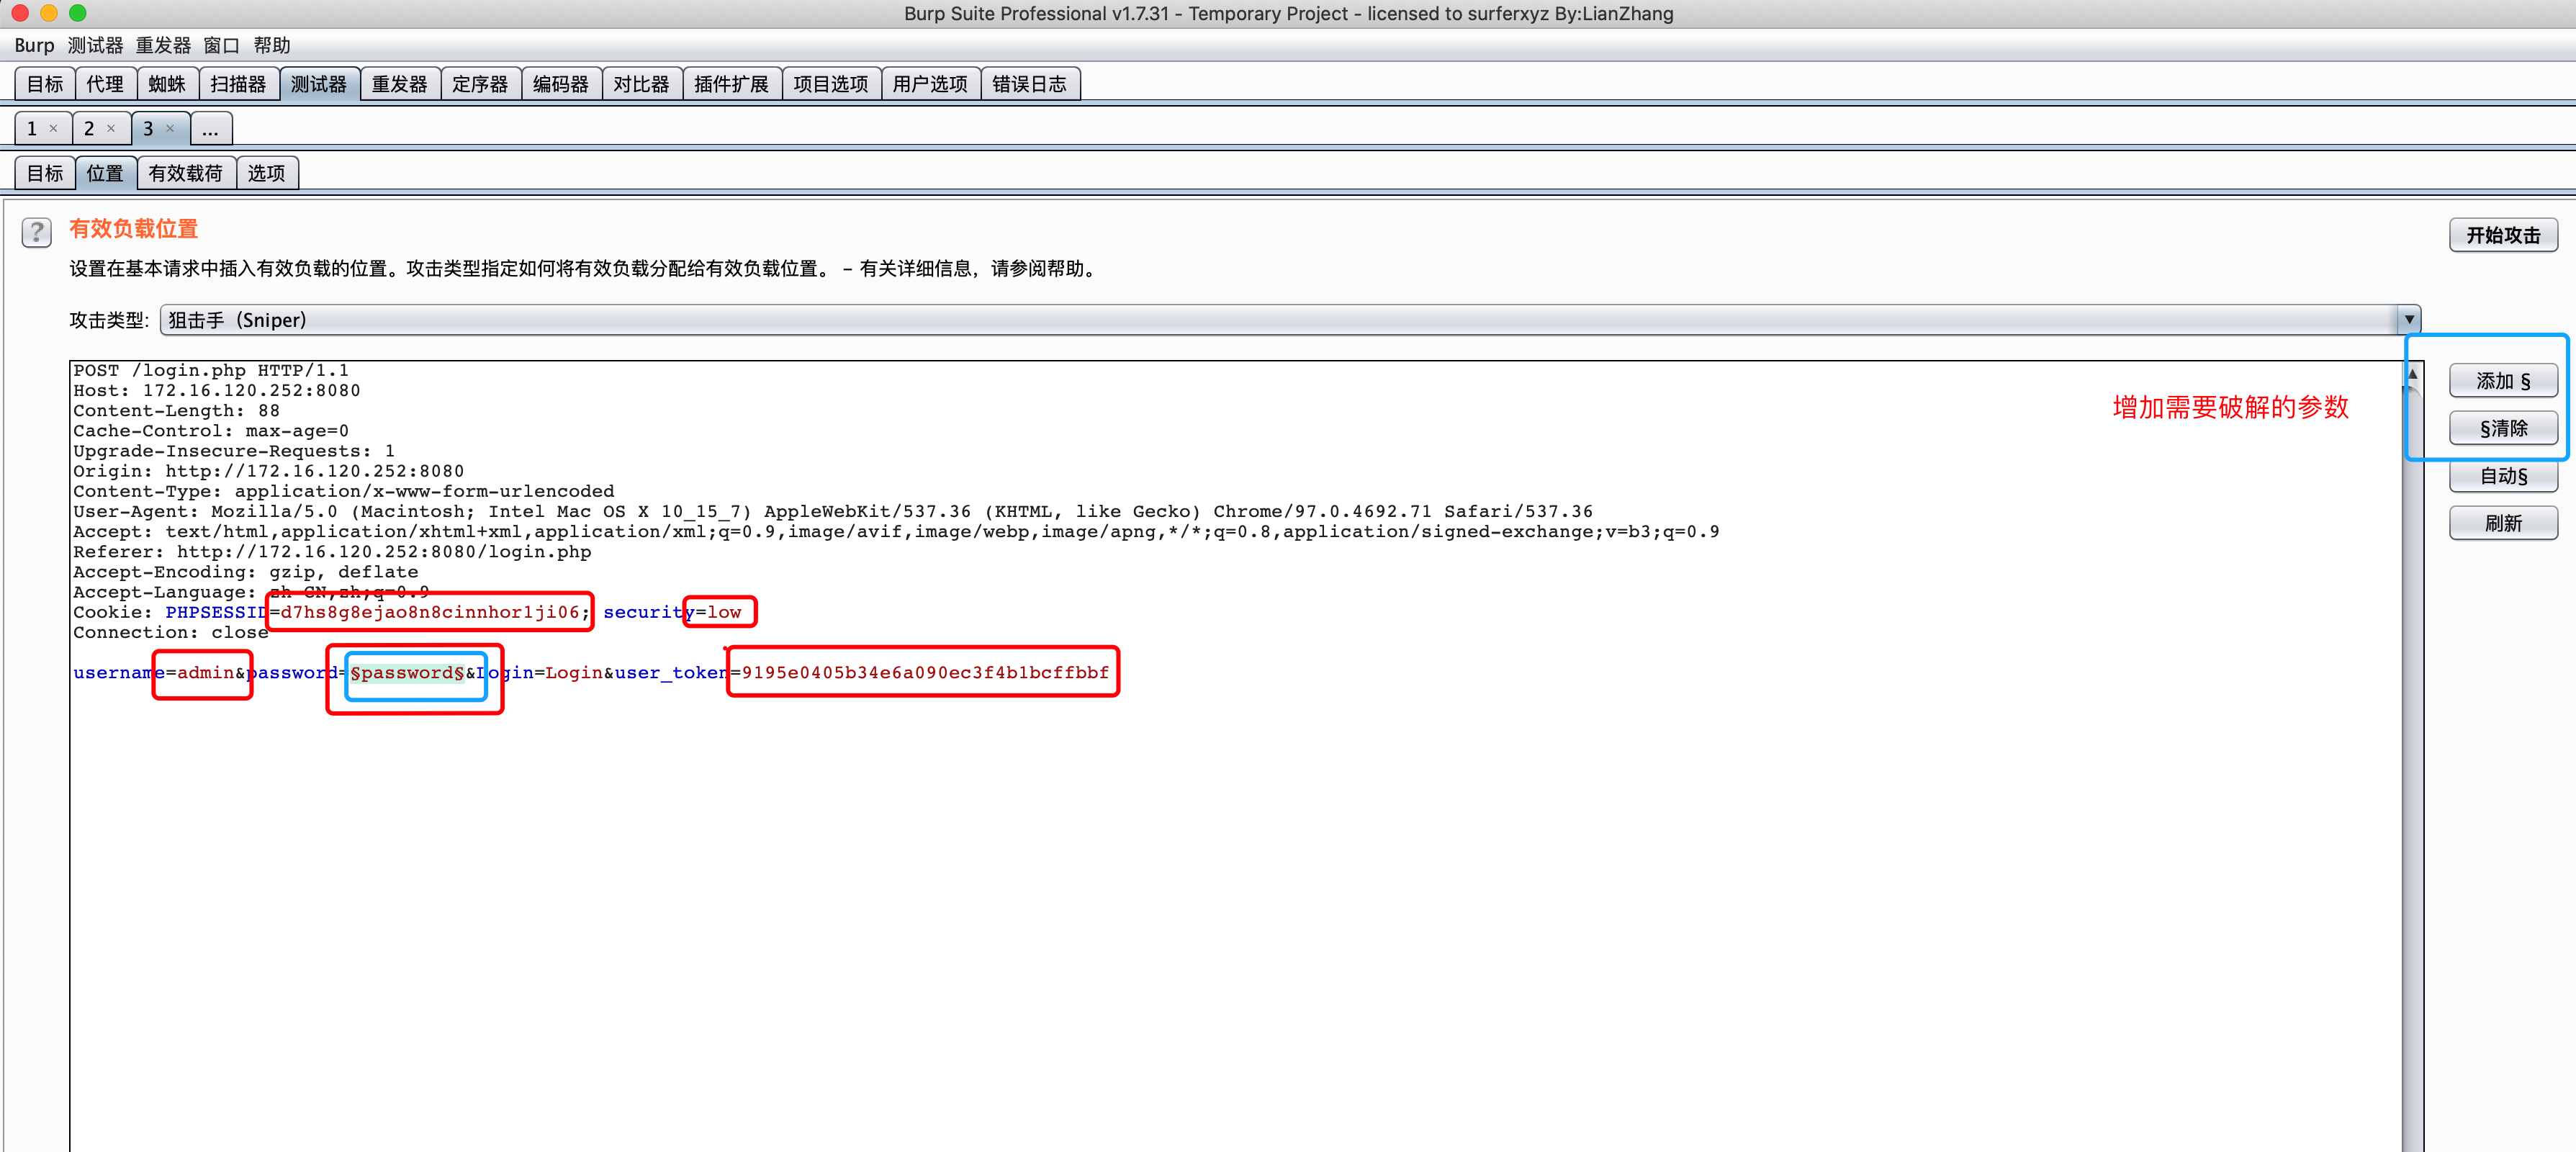 Burp Suite Professional v1.7.31 - Temporary Project - licensed to surferxyz By:LianZhang
Burp 测试器 重发器 窗口 帮助
目标 代理 蜘蛛 扫描器 测试器 重发器 定序器 编码器 对比器 插件扩展 项目选项 用户选项 错误日志
1 × 2 × 3 × ...
目标 位置 有效载荷 选项
? 有效负载位置
开始攻击
设置在基本请求中插入有效负载的位置。攻击类型指定如何将有效负载分配给有效负载位置。 – 有关详细信息，请参阅帮助。
攻击类型: 狙击手（Sniper）
POST /login.php HTTP/1.1
Host: 172.16.120.252:8080
Content-Length: 88
Cache-Control: max-age=0
Upgrade-Insecure-Requests: 1
Origin: http://172.16.120.252:8080
Content-Type: application/x-www-form-urlencoded
User-Agent: Mozilla/5.0 (Macintosh; Intel Mac OS X 10_15_7) AppleWebKit/537.36 (KHTML, like Gecko) Chrome/97.0.4692.71 Safari/537.36
Accept: text/html,application/xhtml+xml,application/xml;q=0.9,image/avif,image/webp,image/apng,*/*;q=0.8,application/signed-exchange;v=b3;q=0.9
Referer: http://172.16.120.252:8080/login.php
Accept-Encoding: gzip, deflate
Accept-Language: zh-CN,zh;q=0.9
Cookie: PHPSESSID=d7hs8g8ejao8n8cinnhor1ji06; security=low
Connection: close
username=admin&password=§password§&Login=Login&user_token=9195e0405b34e6a090ec3f4b1bcffbbf
增加需要破解的参数
添加 §
§清除
自动§
刷新